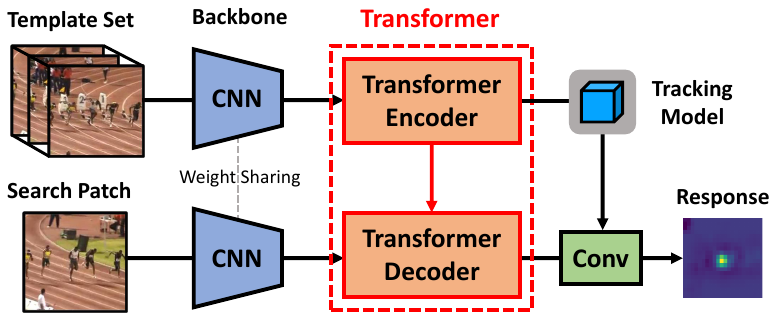 Template Set
Backbone
Transformer
CNN
Transformer
Encoder
Tracking
Model
Weight Sharing
Search Patch
Response
CNN
Transformer
Decoder
Conv